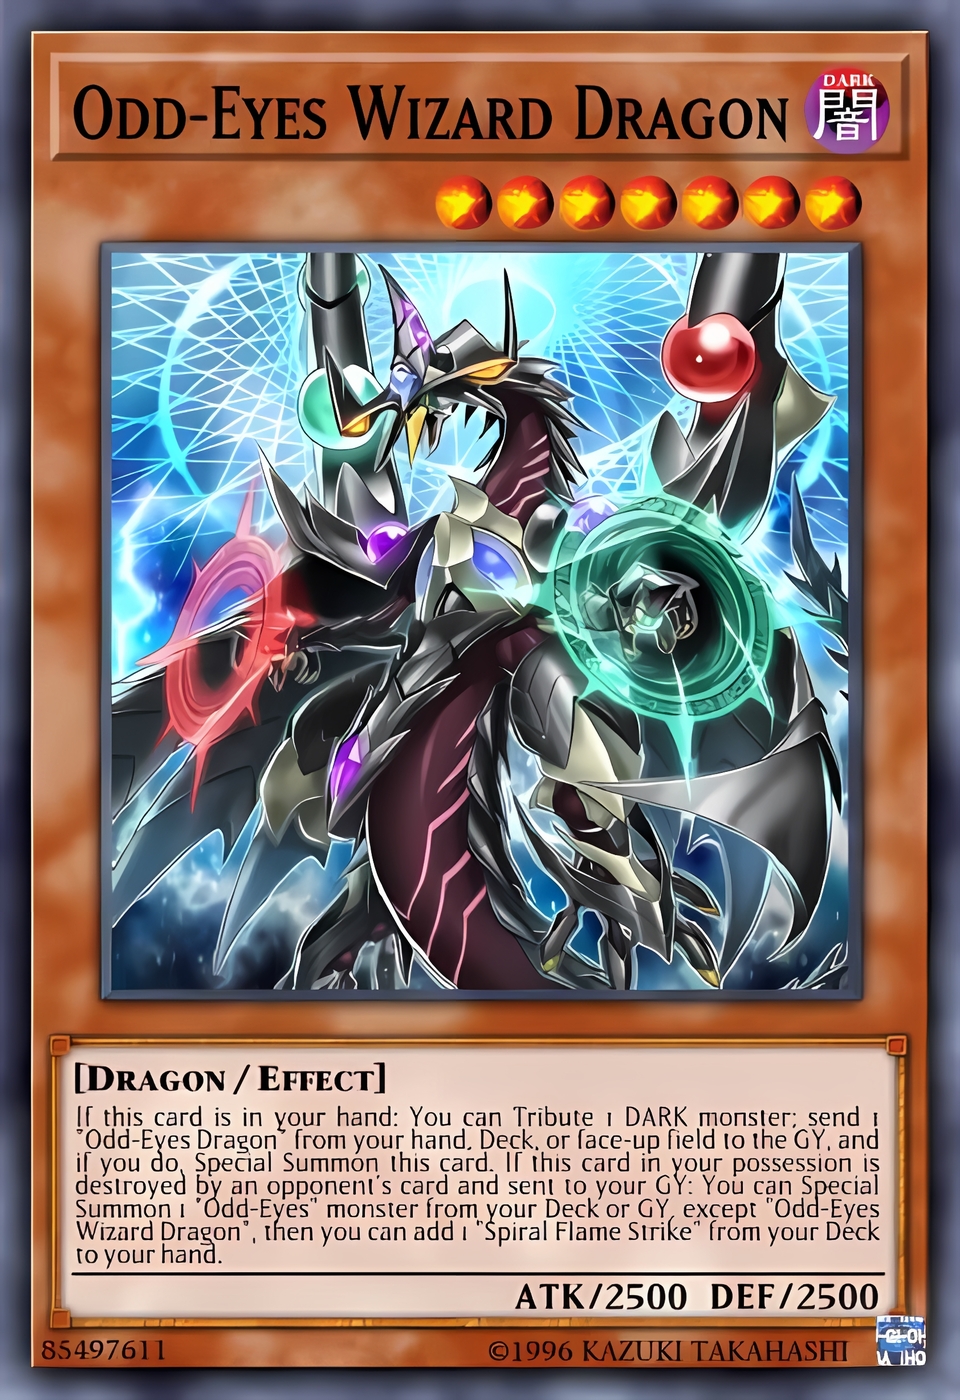 ODD-EYES WIZARD DRAGON
DARK
闇
[DRAGON / EFFECT]
If this card is in your hand: You can Tribute 1 DARK monster; send 1
"Odd-Eyes Dragon" from your hand, Deck, or face-up field to the GY, and
if you do, Special Summon this card. If this card in your possession is
destroyed by an opponent's card and sent to your GY: You can Special
Summon 1 "Odd-Eyes" monster from your Deck or GY, except "Odd-Eyes
Wizard Dragon", then you can add 1 "Spiral Flame Strike" from your Deck
to your hand.
ATK/2500 DEF/2500
85497611
©1996 KAZUKI TAKAHASHI